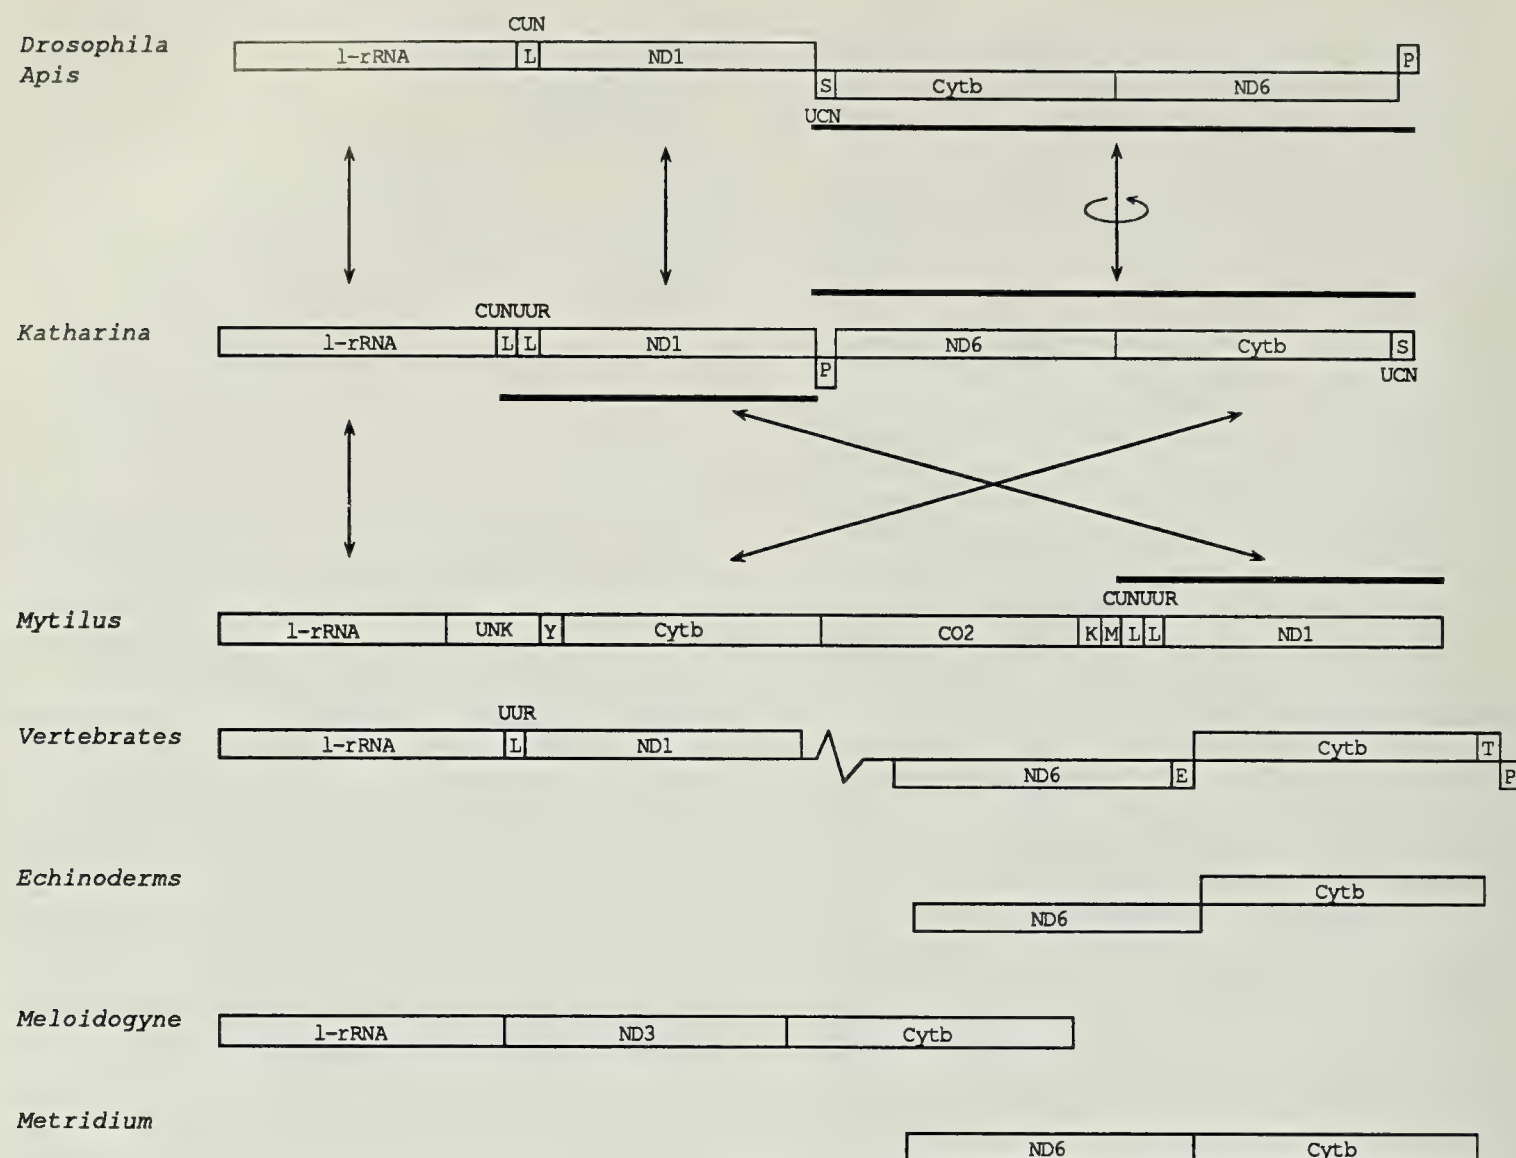 CUN
Drosophila
Apis
l-rRNA L ND1
P
S Cytb ND6
UCN
CUNUUR
Katharina
l-rRNA L L ND1 ND6 Cytb S
P
UCN
CUNUUR
Mytilus
l-rRNA UNK Y Cytb CO2 K M L L ND1
UUR
Vertebrates
l-rRNA L ND1 Cytb T
ND6 E P
Echinoderms
Cytb
ND6
Meloidogyne
l-rRNA ND3 Cytb
Metridium
ND6 Cytb